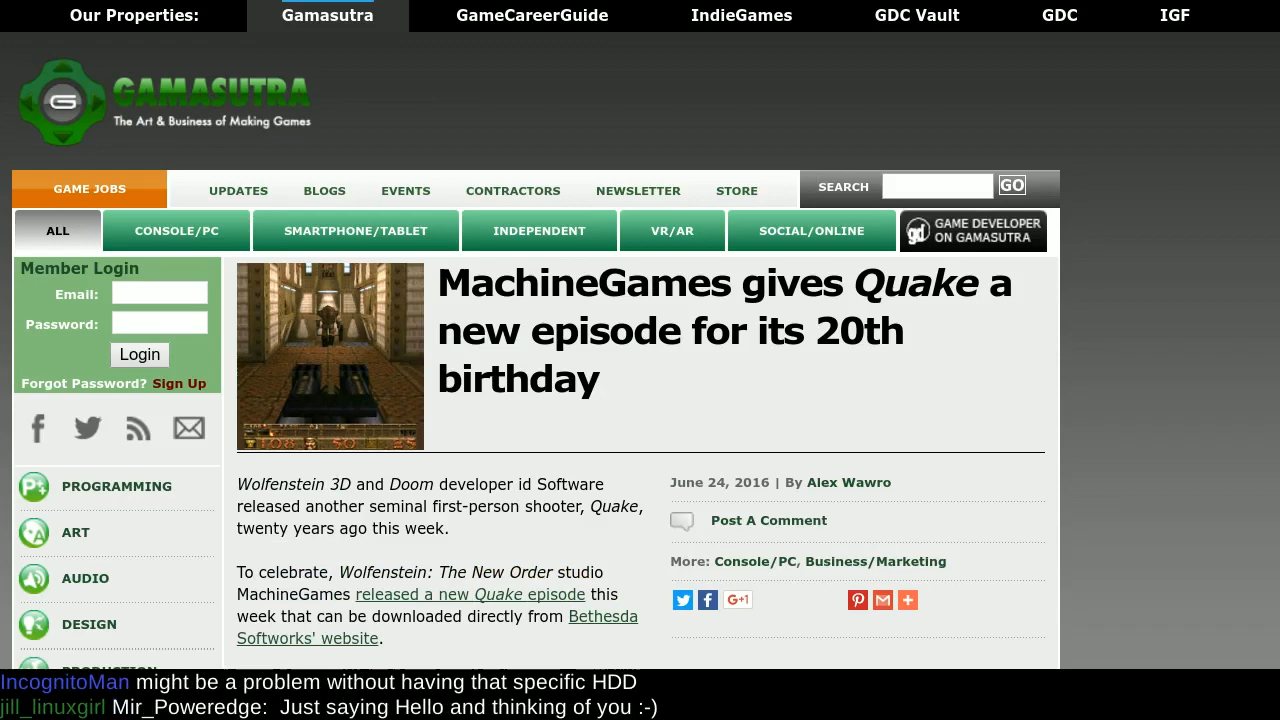 Our Properties: Gamasutra GameCareerGuide IndieGames GDC Vault GDC IGF
GAMASUTRA
The Art & Business of Making Games
GAME JOBS UPDATES BLOGS EVENTS CONTRACTORS NEWSLETTER STORE SEARCH GO
ALL CONSOLE/PC SMARTPHONE/TABLET INDEPENDENT VR/AR SOCIAL/ONLINE gd GAME DEVELOPER
ON GAMASUTRA
Member Login
Email:
Password:
Login
Forgot Password? Sign Up
PROGRAMMING
ART
AUDIO
DESIGN
PRODUCTION
MachineGames gives Quake a
new episode for its 20th
birthday
108 50 25
Wolfenstein 3D and Doom developer id Software
released another seminal first-person shooter, Quake,
twenty years ago this week.
To celebrate, Wolfenstein: The New Order studio
MachineGames released a new Quake episode this
week that can be downloaded directly from Bethesda
Softworks' website.
June 24, 2016 | By Alex Wawro
Post A Comment
More: Console/PC, Business/Marketing
G+1
IncognitoMan might be a problem without having that specific HDD
jill_linuxgirl Mir_Poweredge:  Just saying Hello and thinking of you :-)